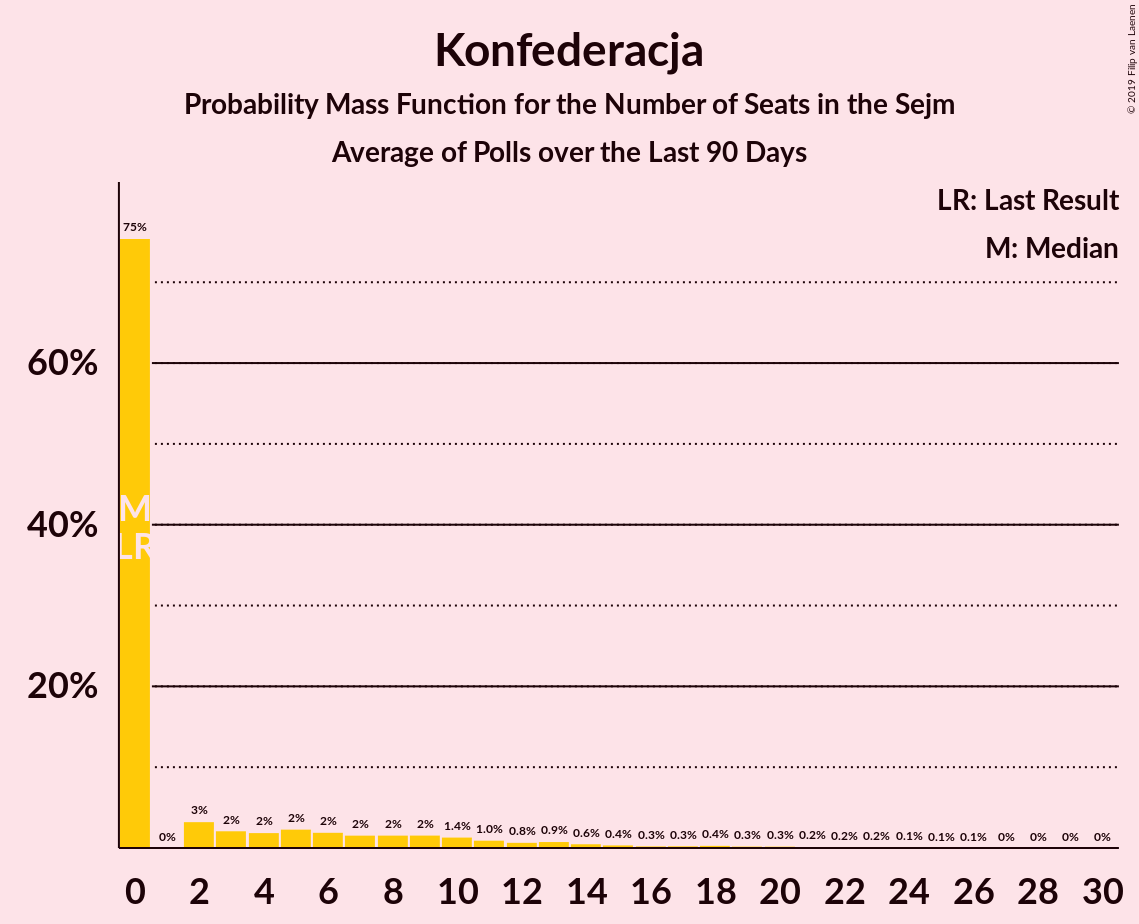 Konfederacja
Probability Mass Function for the Number of Seats in the Sejm
Average of Polls over the Last 90 Days
© 2019 Filip van Laenen
LR: Last Result
M: Median
75%
60%
M
40%
LR
20%
0% 3% 2% 2% 2% 2% 2% 2% 2% 1.4% 1.0% 0.8% 0.9% 0.6% 0.4% 0.3% 0.3% 0.4% 0.3% 0.3% 0.2% 0.2% 0.2% 0.1% 0.1% 0.1% 0% 0% 0% 0%
0 2 4 6 8 10 12 14 16 18 20 22 24 26 28 30